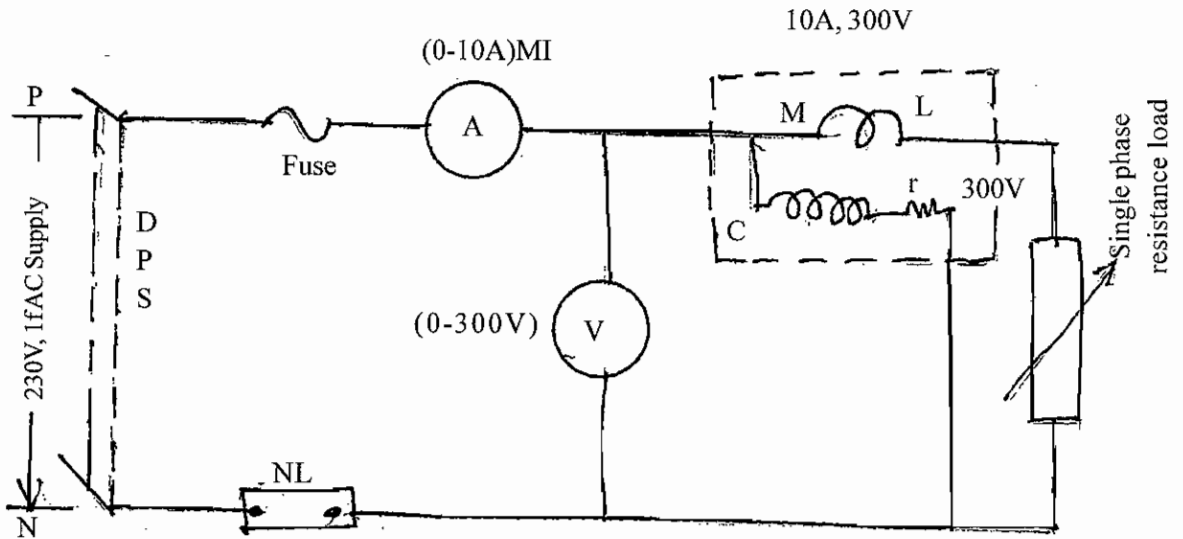 10A, 300V
(0-10A)MI
P
A
M
L
Fuse
r
300V
C
D
P
S
230V, 1fAC Supply
(0-300V)
V
Single phase
resistance load
NL
N